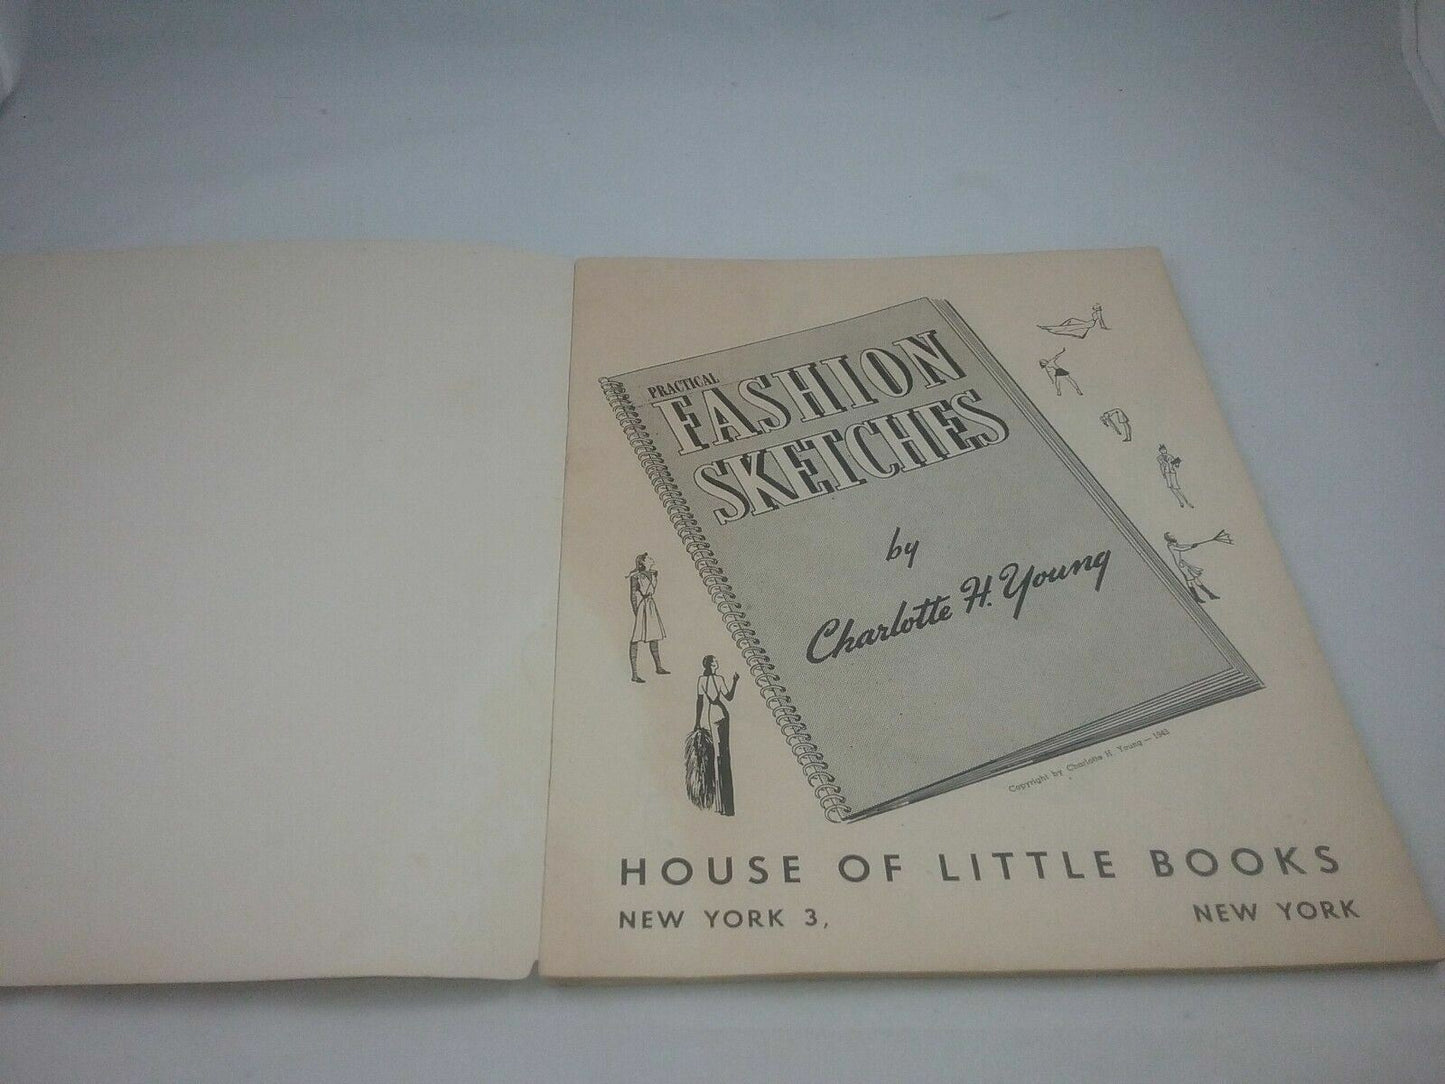 PRACTICAL
FASHION
SKETCHES
by
Charlotte H. Young
Copyright by Charlotte H. Young — 1943
HOUSE OF LITTLE BOOKS
NEW YORK 3, NEW YORK